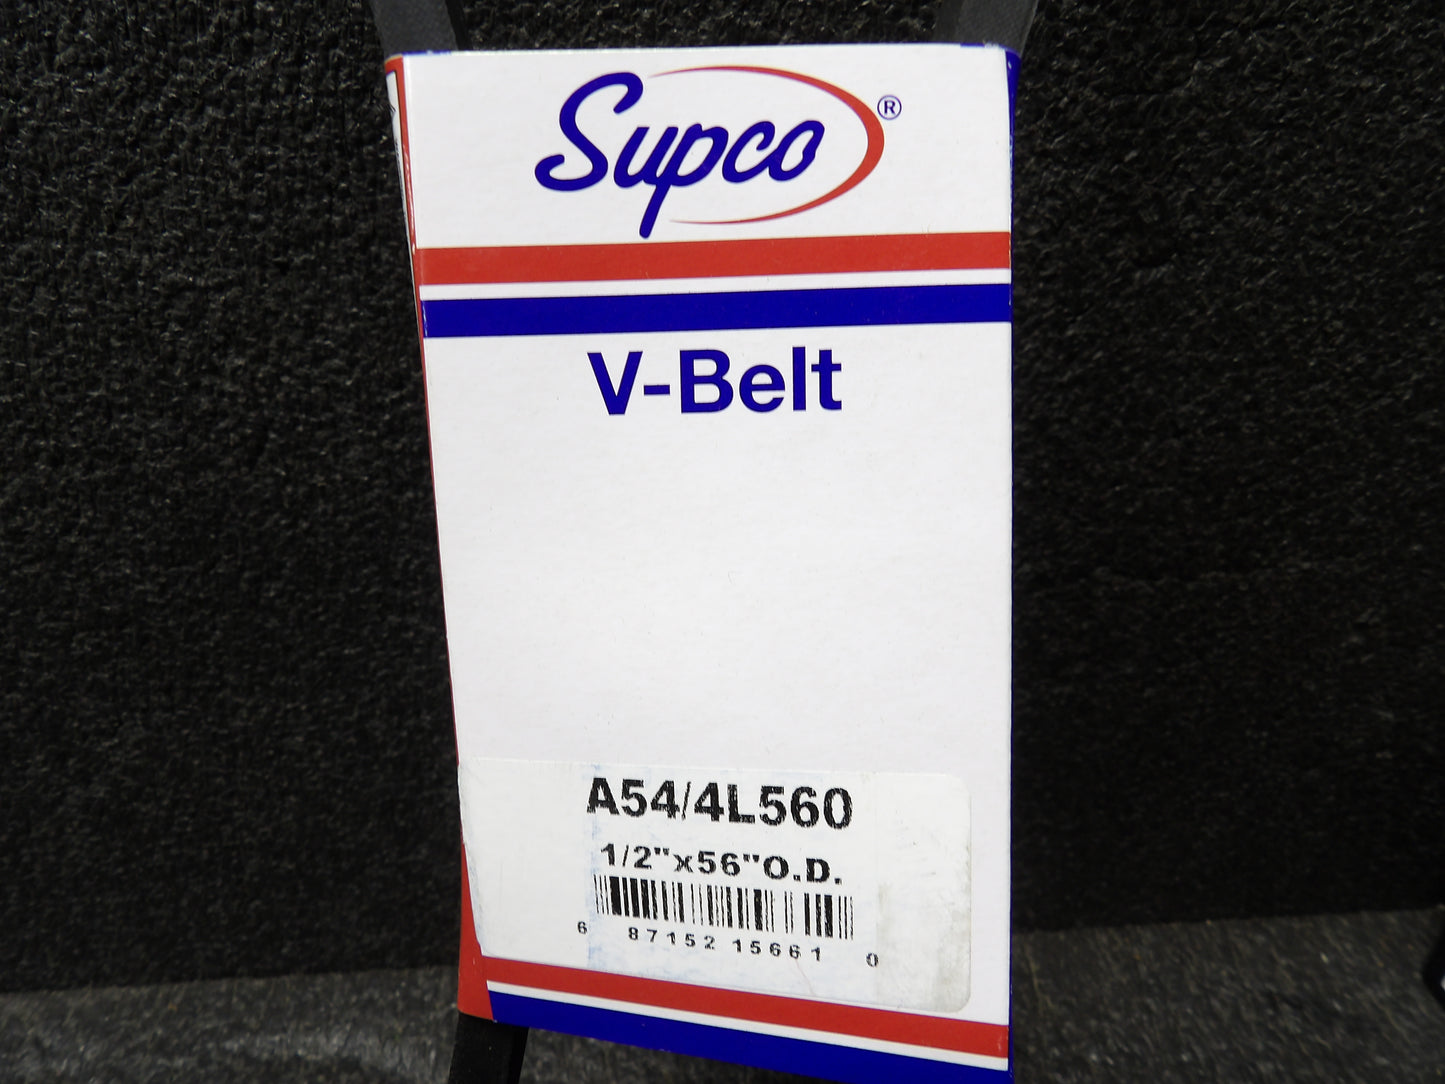 Supco®
V-Belt
A54/4L560
1/2"x56"O.D.
6 87152 15661 0